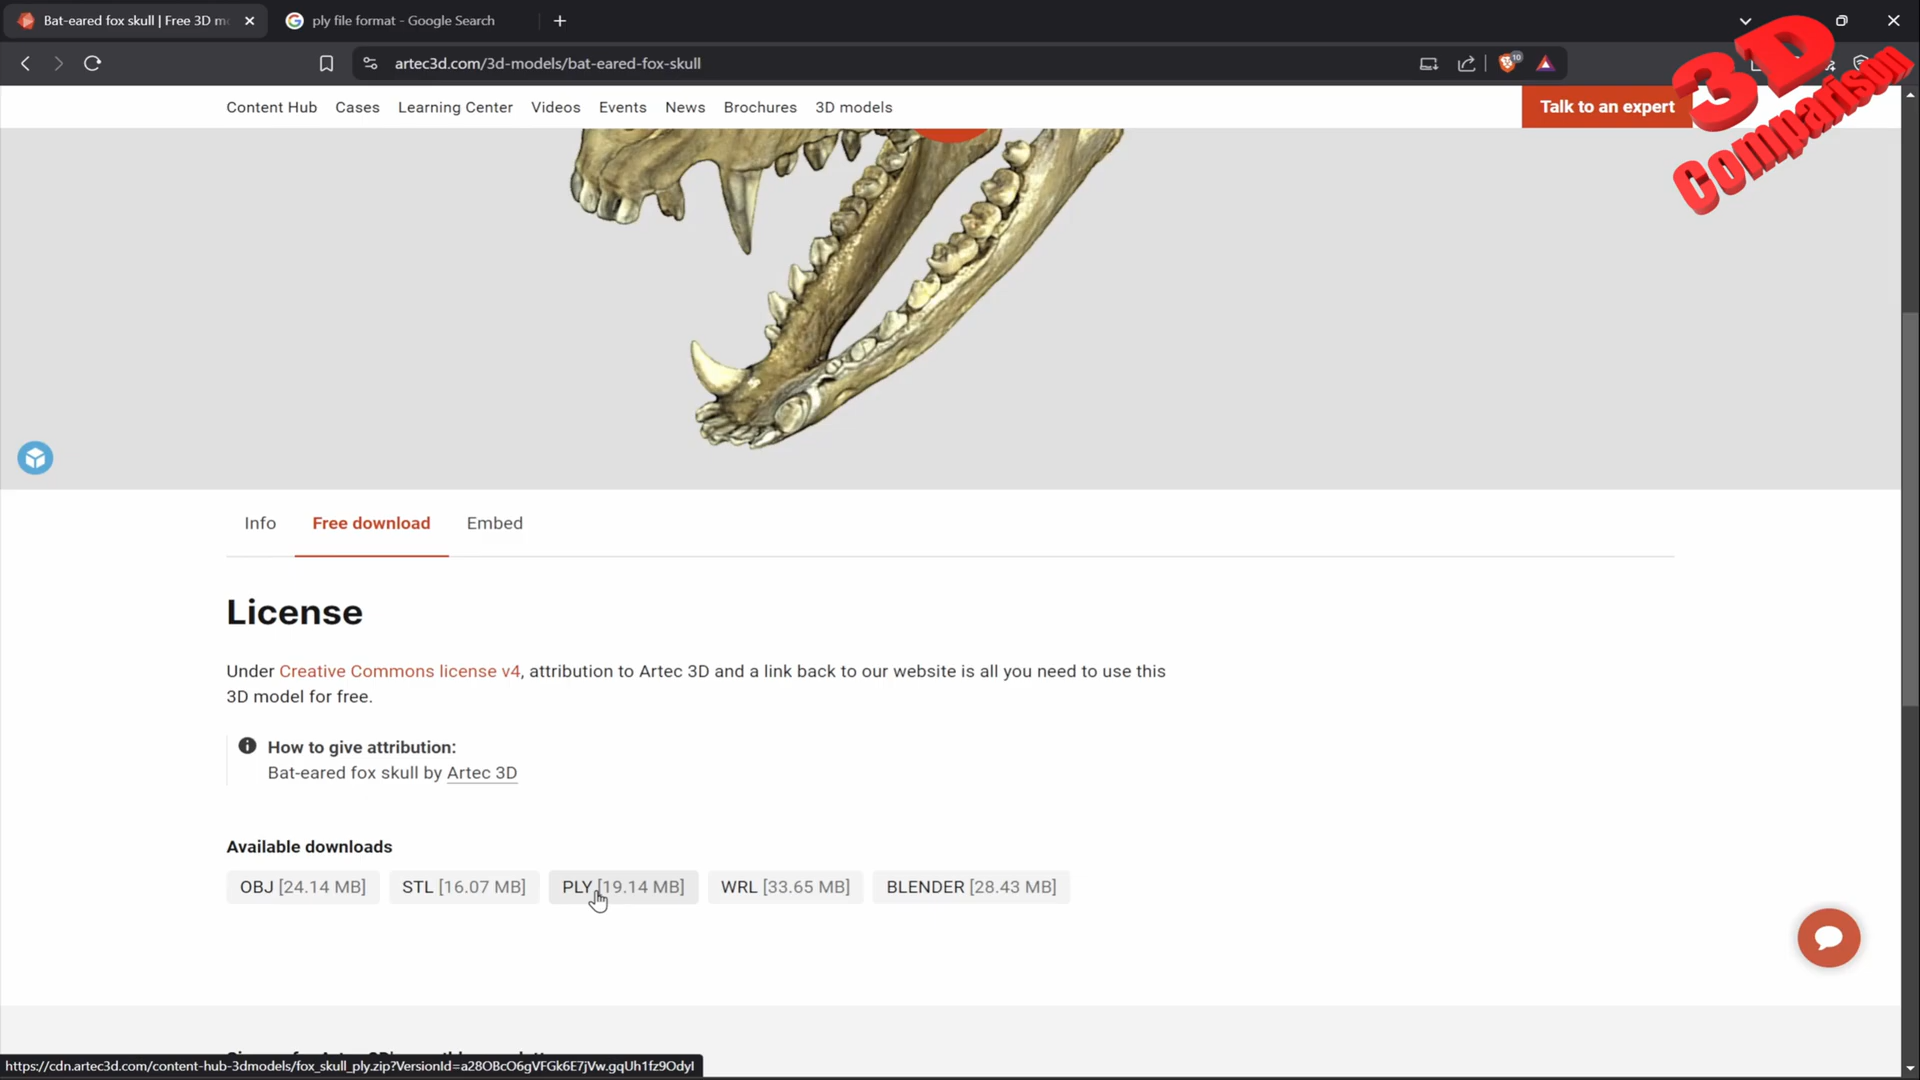 Bat-eared fox skull | Free 3D mo
ply file format - Google Search
artec3d.com/3d-models/bat-eared-fox-skull
10
3D
Comparison
Content Hub Cases Learning Center Videos Events News Brochures 3D models
Talk to an expert
Info Free download Embed
License
Under Creative Commons license v4, attribution to Artec 3D and a link back to our website is all you need to use this
3D model for free.
How to give attribution:
Bat-eared fox skull by Artec 3D
Available downloads
OBJ [24.14 MB] STL [16.07 MB] PLY [19.14 MB] WRL [33.65 MB] BLENDER [28.43 MB]
https://cdn.artec3d.com/content-hub-3dmodels/fox_skull_ply.zip?VersionId=a28OBcO6gVFGk6E7jVw.gqUh1fz9OdyI